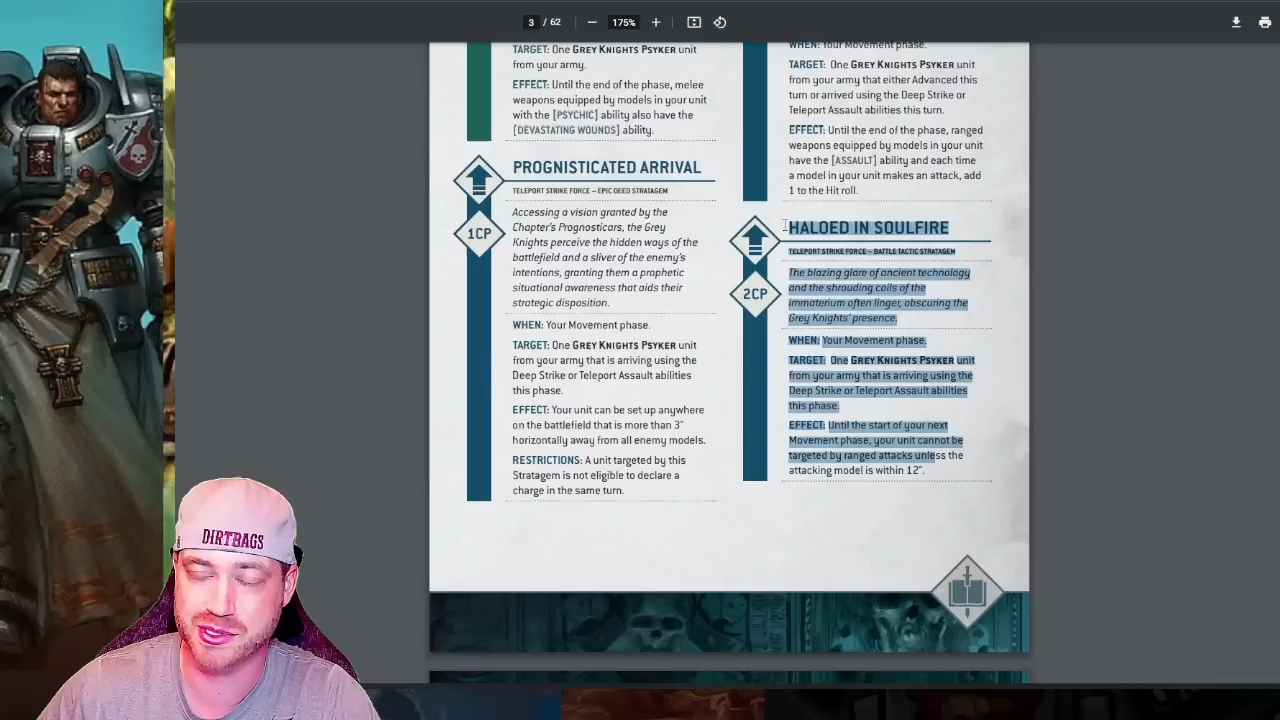 3 / 62
175%
TARGET: One GREY KNIGHTS PSYKER unit
from your army.
EFFECT: Until the end of the phase, melee
weapons equipped by models in your unit
with the [PSYCHIC] ability also have the
[DEVASTATING WOUNDS] ability.
PROGNISTICATED ARRIVAL
TELEPORT STRIKE FORCE – EPIC DEED STRATAGEM
1CP
Accessing a vision granted by the
Chapter's Prognosticars, the Grey
Knights perceive the hidden ways of the
battlefield and a sliver of the enemy's
intentions, granting them a prophetic
situational awareness that aids their
strategic disposition.
WHEN: Your Movement phase.
TARGET: One GREY KNIGHTS PSYKER unit
from your army that is arriving using the
Deep Strike or Teleport Assault abilities
this phase.
EFFECT: Your unit can be set up anywhere
on the battlefield that is more than 3"
horizontally away from all enemy models.
RESTRICTIONS: A unit targeted by this
Stratagem is not eligible to declare a
charge in the same turn.
WHEN: Your Movement phase.
TARGET: One GREY KNIGHTS PSYKER unit
from your army that either Advanced this
turn or arrived using the Deep Strike or
Teleport Assault abilities this turn.
EFFECT: Until the end of the phase, ranged
weapons equipped by models in your unit
have the [ASSAULT] ability and each time
a model in your unit makes an attack, add
1 to the Hit roll.
HALOED IN SOULFIRE
TELEPORT STRIKE FORCE – BATTLE TACTIC STRATAGEM
2CP
The blazing glare of ancient technology
and the shrouding coils of the
immaterium often linger, obscuring the
Grey Knights' presence.
WHEN: Your Movement phase.
TARGET: One GREY KNIGHTS PSYKER unit
from your army that is arriving using the
Deep Strike or Teleport Assault abilities
this phase.
EFFECT: Until the start of your next
Movement phase, your unit cannot be
targeted by ranged attacks unless the
attacking model is within 12".
DIRTBAGS